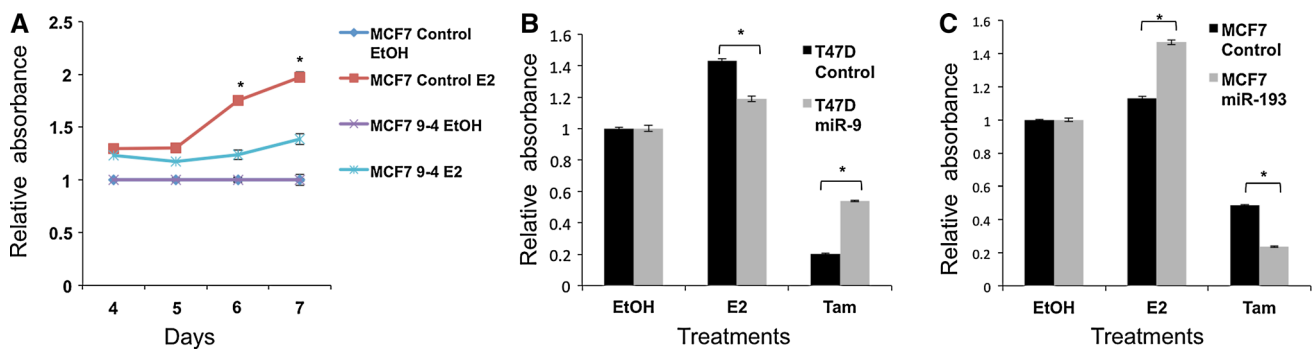 A
2.5
2
1.5
1
0.5
0
Relative absorbance
4 5 6 7
Days
* *
MCF7 Control
EtOH
MCF7 Control E2
MCF7 9-4 EtOH
MCF7 9-4 E2
B
1.6
1.4
1.2
1
0.8
0.6
0.4
0.2
0
Relative absorbance
EtOH E2 Tam
Treatments
* *
T47D
Control
T47D
miR-9
C
1.6
1.4
1.2
1
0.8
0.6
0.4
0.2
0
Relative absorbance
EtOH E2 Tam
Treatments
* *
MCF7
Control
MCF7
miR-193